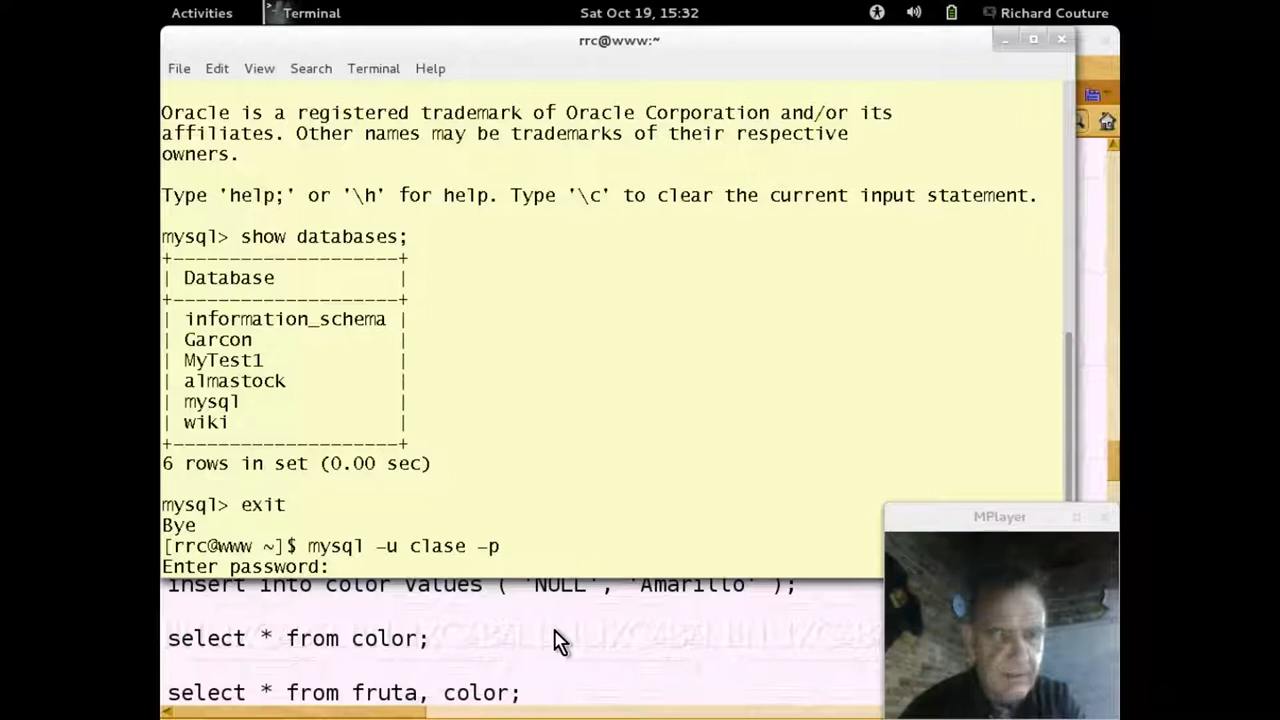 Activities Terminal Sat Oct 19, 15:32 Richard Couture
rrc@www:~
File Edit View Search Terminal Help
Oracle is a registered trademark of Oracle Corporation and/or its
affiliates. Other names may be trademarks of their respective
owners.
Type 'help;' or '\h' for help. Type '\c' to clear the current input statement.
mysql> show databases;
+--------------------+
| Database           |
+--------------------+
| information_schema |
| Garcon             |
| MyTest1            |
| almastock          |
| mysql              |
| wiki               |
+--------------------+
6 rows in set (0.00 sec)
mysql> exit
Bye
[rrc@www ~]$ mysql -u clase -p
Enter password:
MPlayer
insert into color values ( 'NULL', 'Amarillo' );
select * from color;
select * from fruta, color;